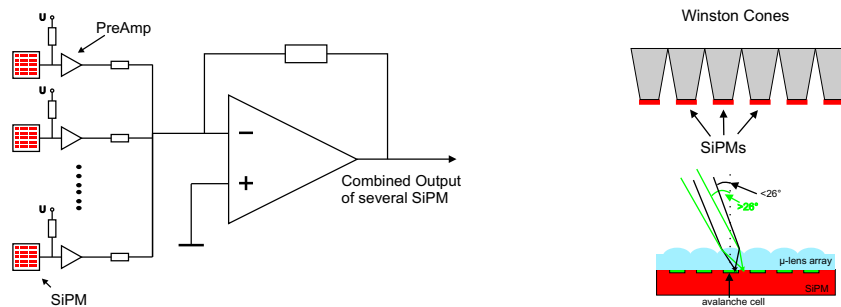 U
PreAmp
U
U
SiPM
Combined Output
of several SiPM
Winston Cones
SiPMs
<26°
>26°
µ-lens array
SiPM
avalanche cell